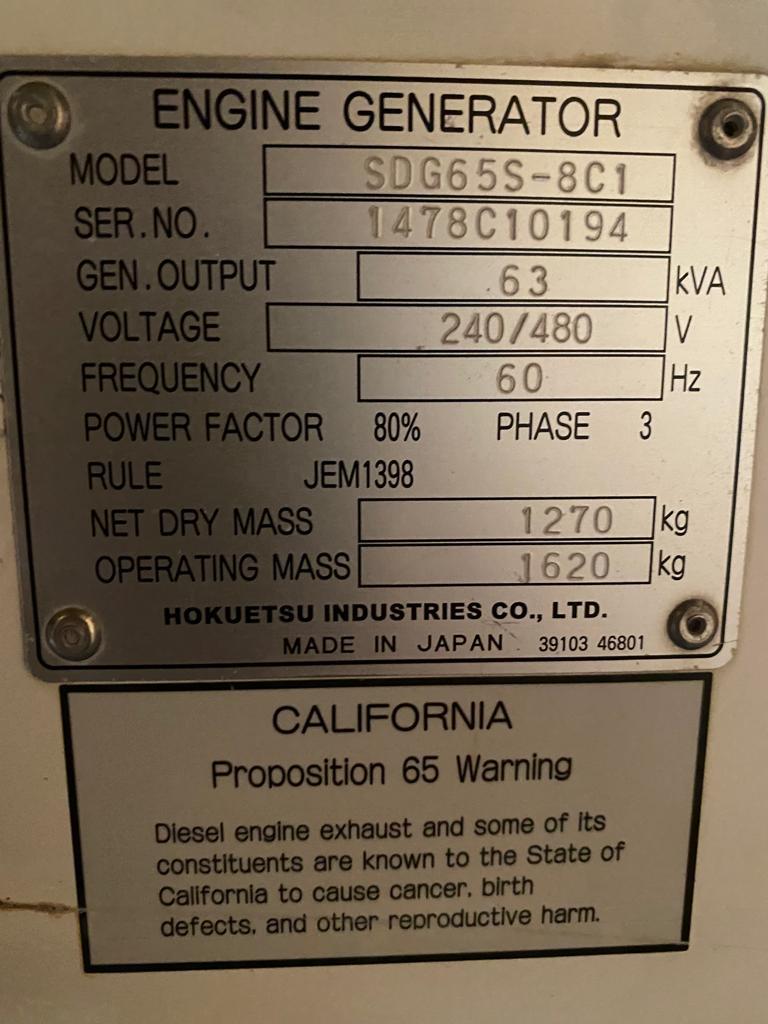 ENGINE GENERATOR
MODEL SDG65S-8C1
SER.NO. 1478C10194
GEN.OUTPUT 63 kVA
VOLTAGE 240/480 V
FREQUENCY 60 Hz
POWER FACTOR 80% PHASE 3
RULE JEM1398
NET DRY MASS 1270 kg
OPERATING MASS 1620 kg
HOKUETSU INDUSTRIES CO., LTD.
MADE IN JAPAN 39103 46801
CALIFORNIA
Proposition 65 Warning
Diesel engine exhaust and some of its
constituents are known to the State of
California to cause cancer, birth
defects, and other reproductive harm.